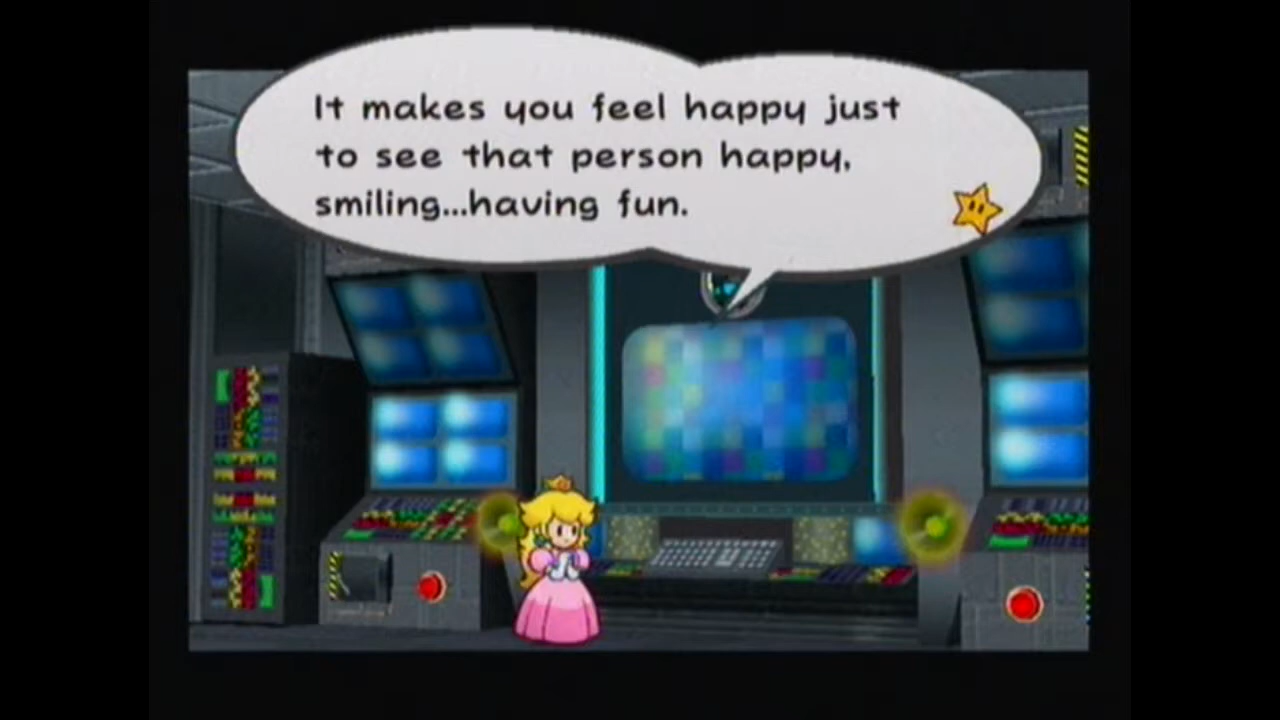 It makes you feel happy just
to see that person happy,
smiling...having fun.